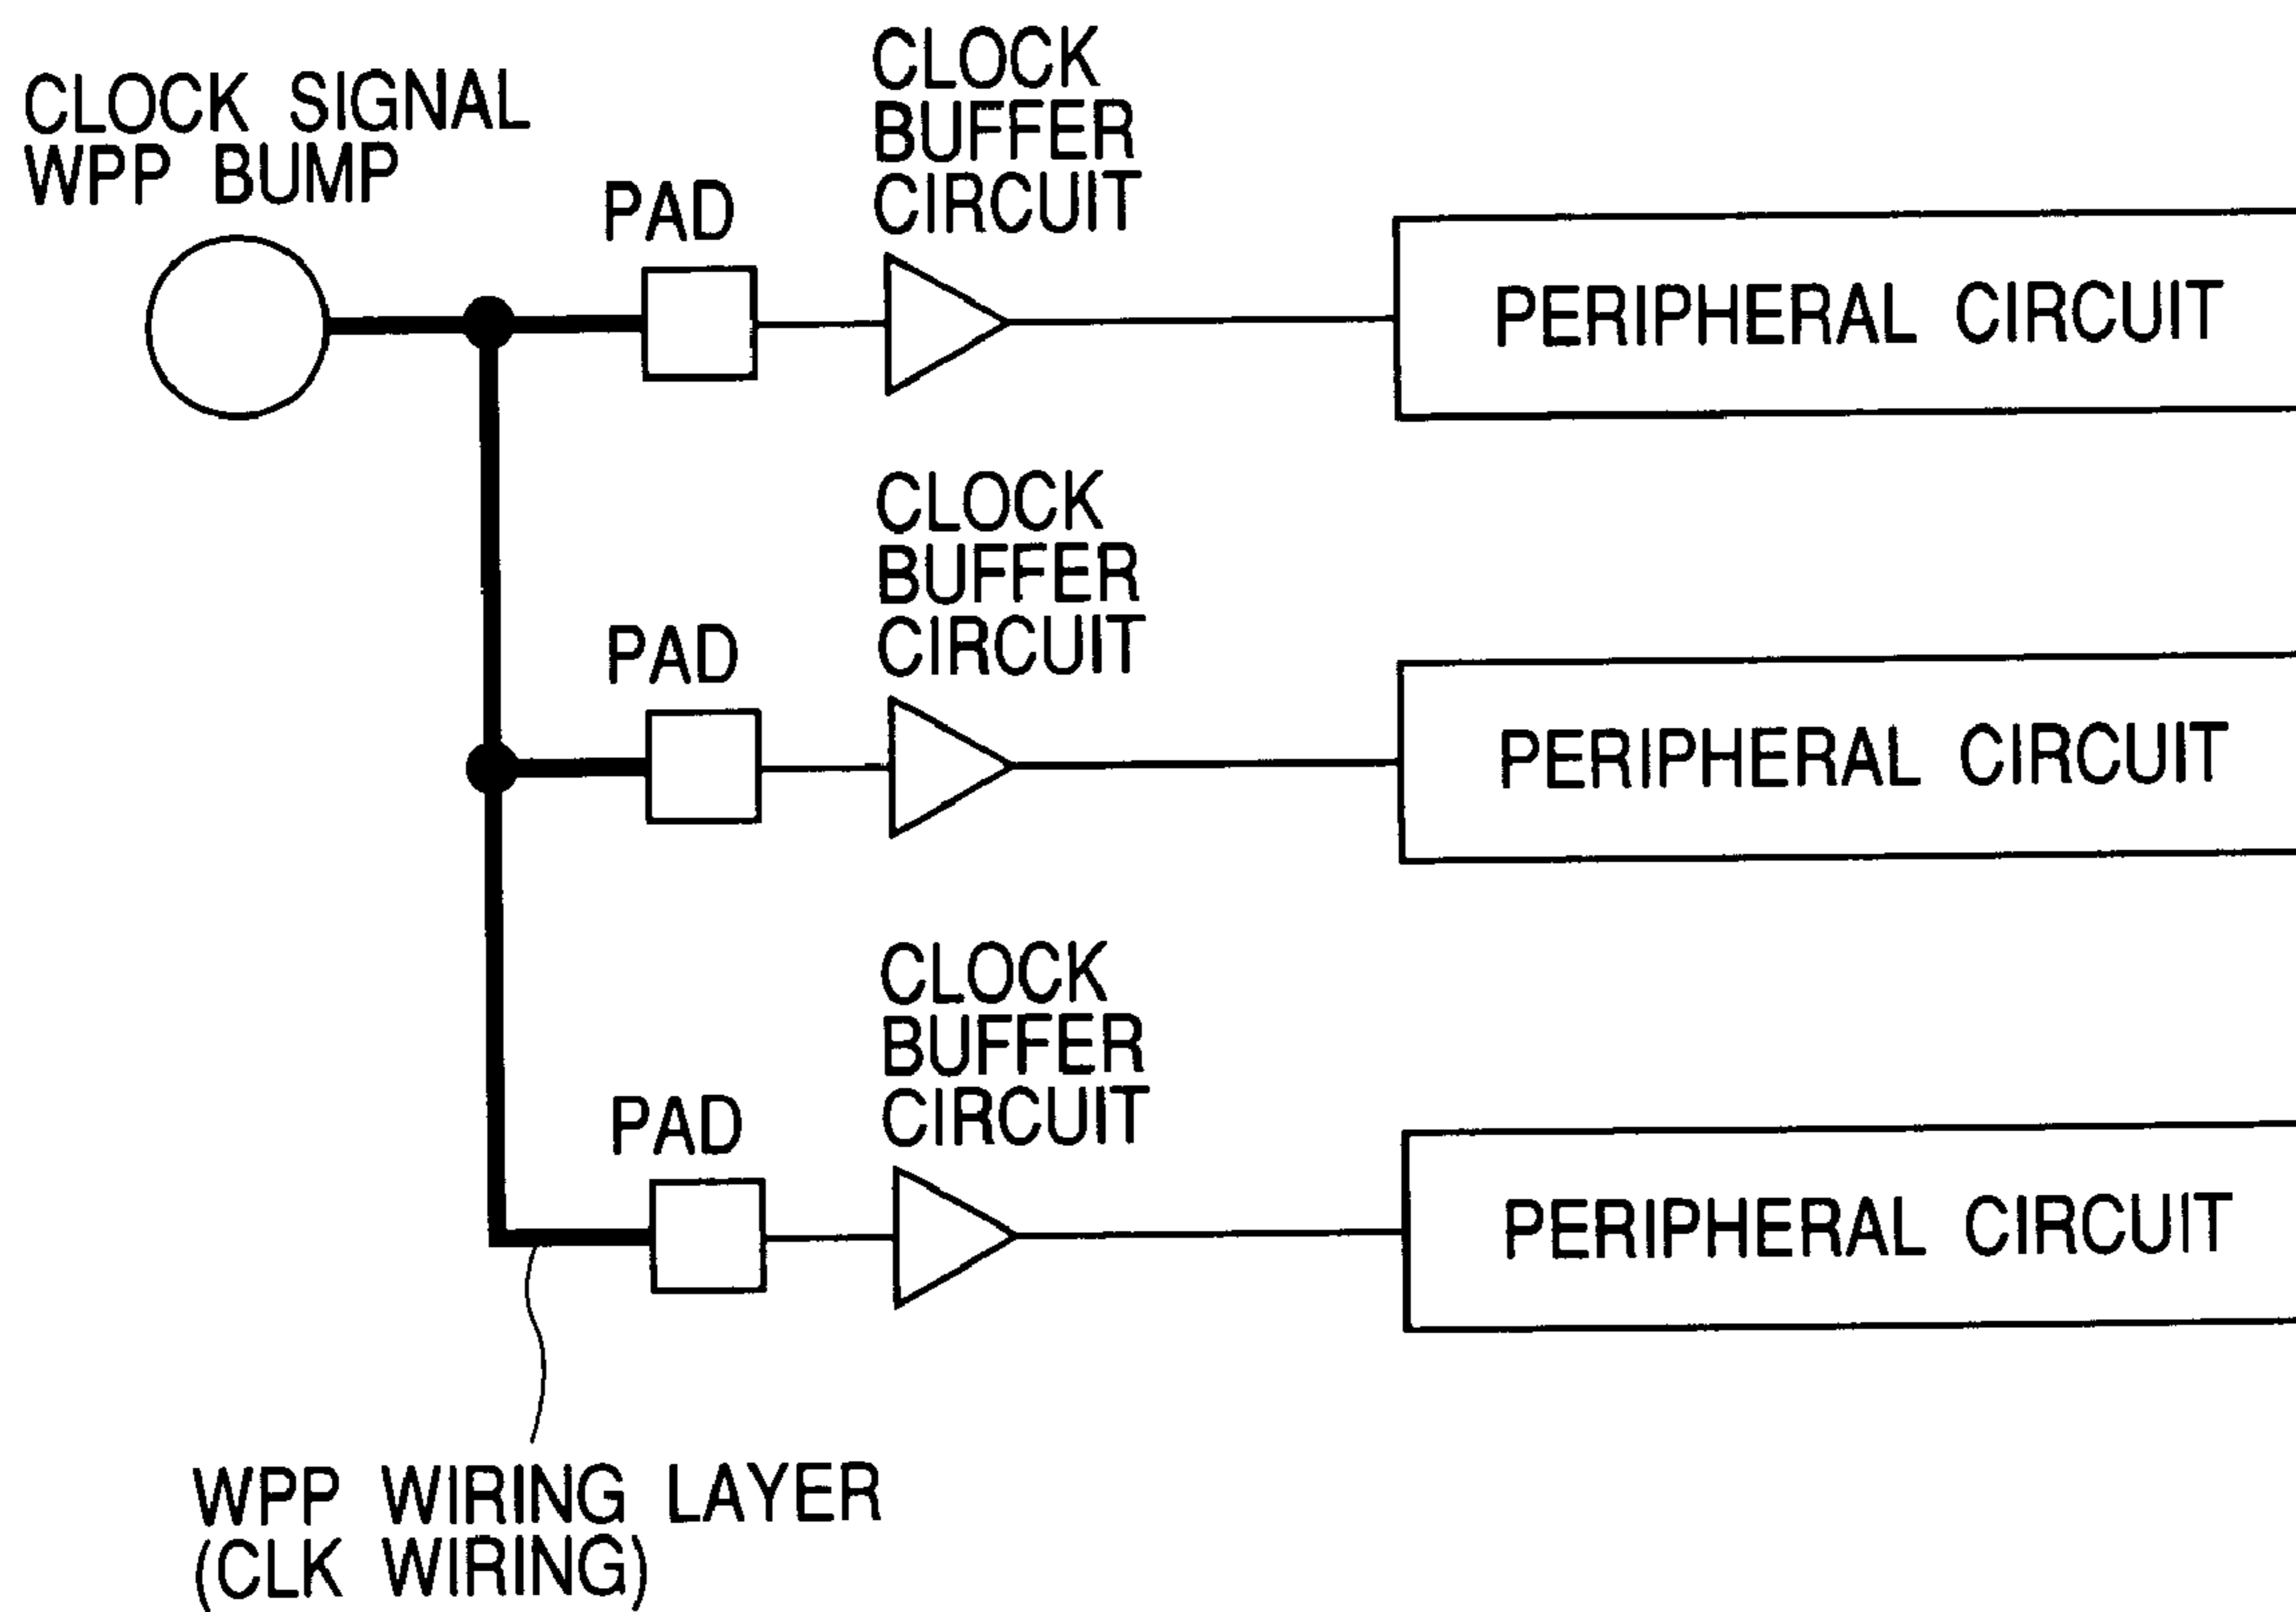 CLOCK SIGNAL
WPP BUMP
PAD
CLOCK
BUFFER
CIRCUIT
PERIPHERAL CIRCUIT
PAD
CLOCK
BUFFER
CIRCUIT
PERIPHERAL CIRCUIT
PAD
CLOCK
BUFFER
CIRCUIT
PERIPHERAL CIRCUIT
WPP WIRING LAYER
(CLK WIRING)